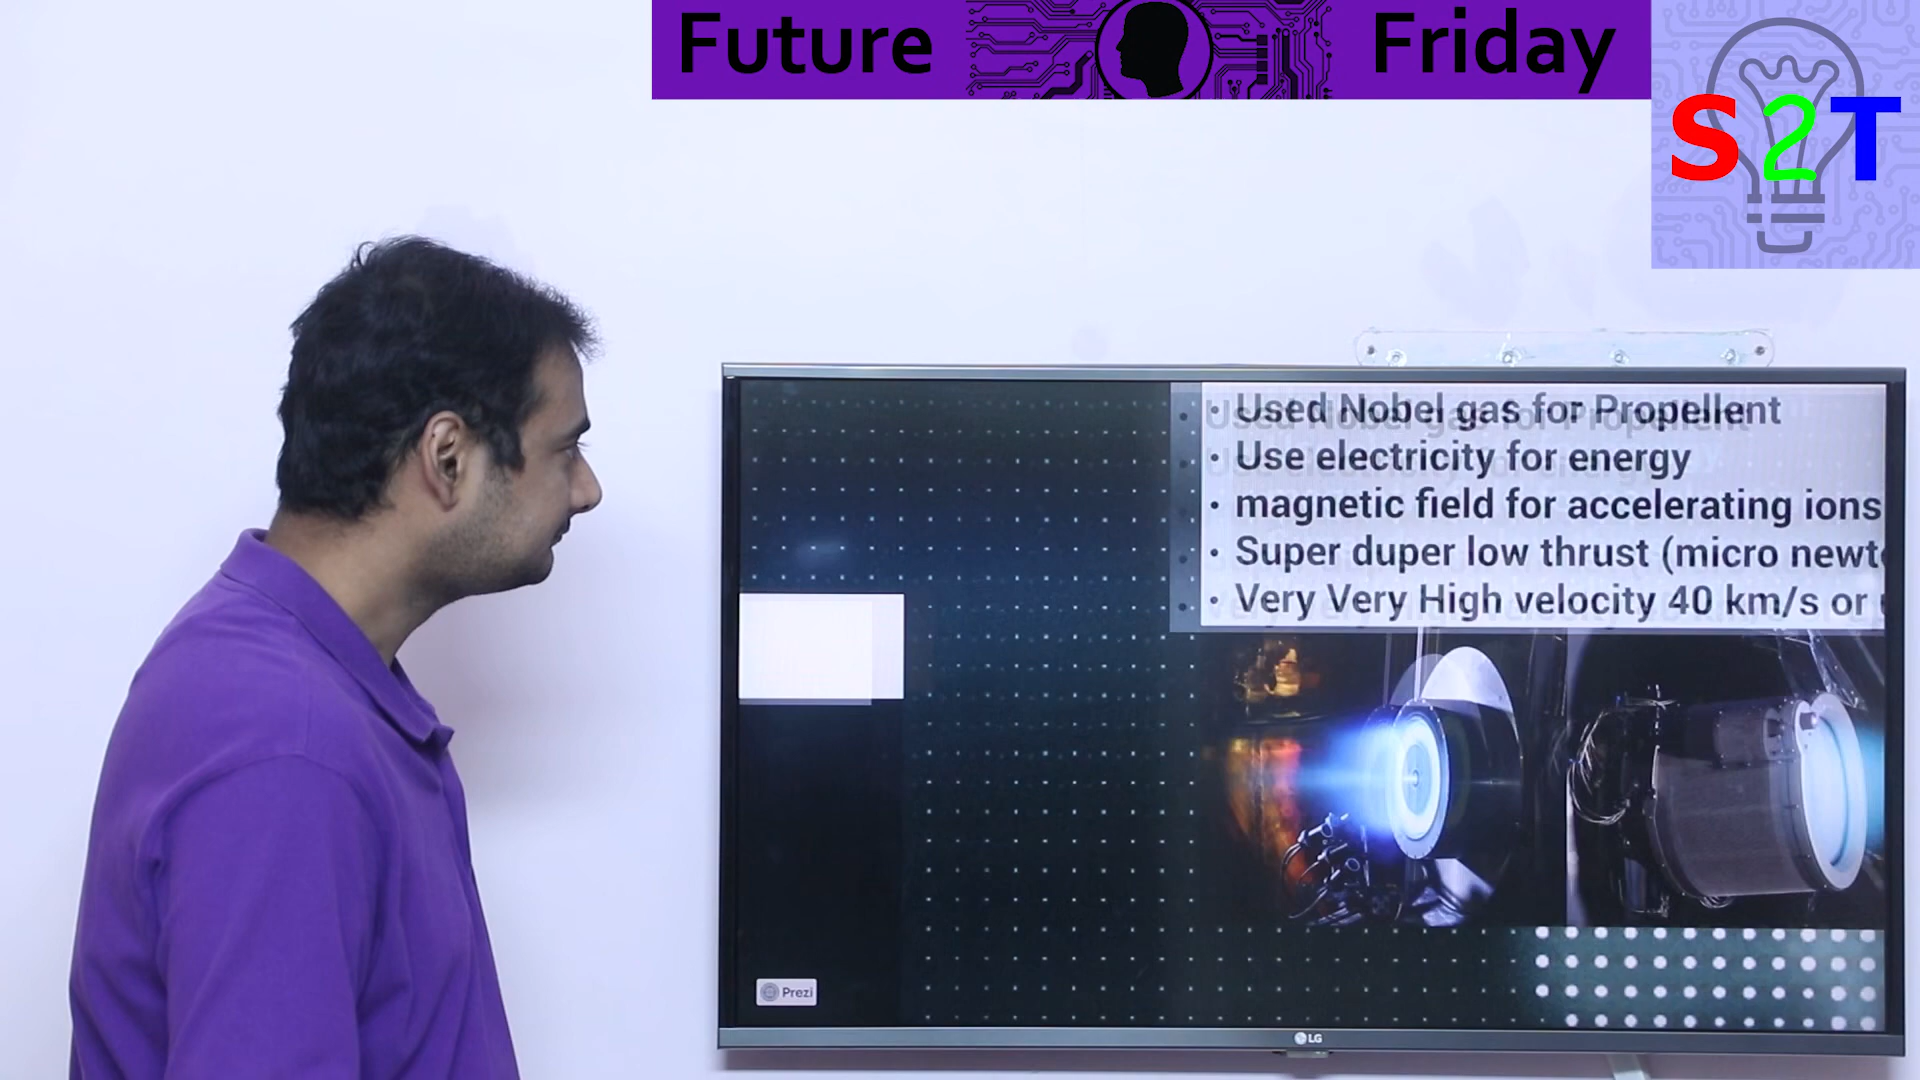 Future Friday
S2T
• Used Nobel gas for Propellent
• Use electricity for energy
• magnetic field for accelerating ions
• Super duper low thrust (micro newt
• Very Very High velocity 40 km/s or
Prezi
LG